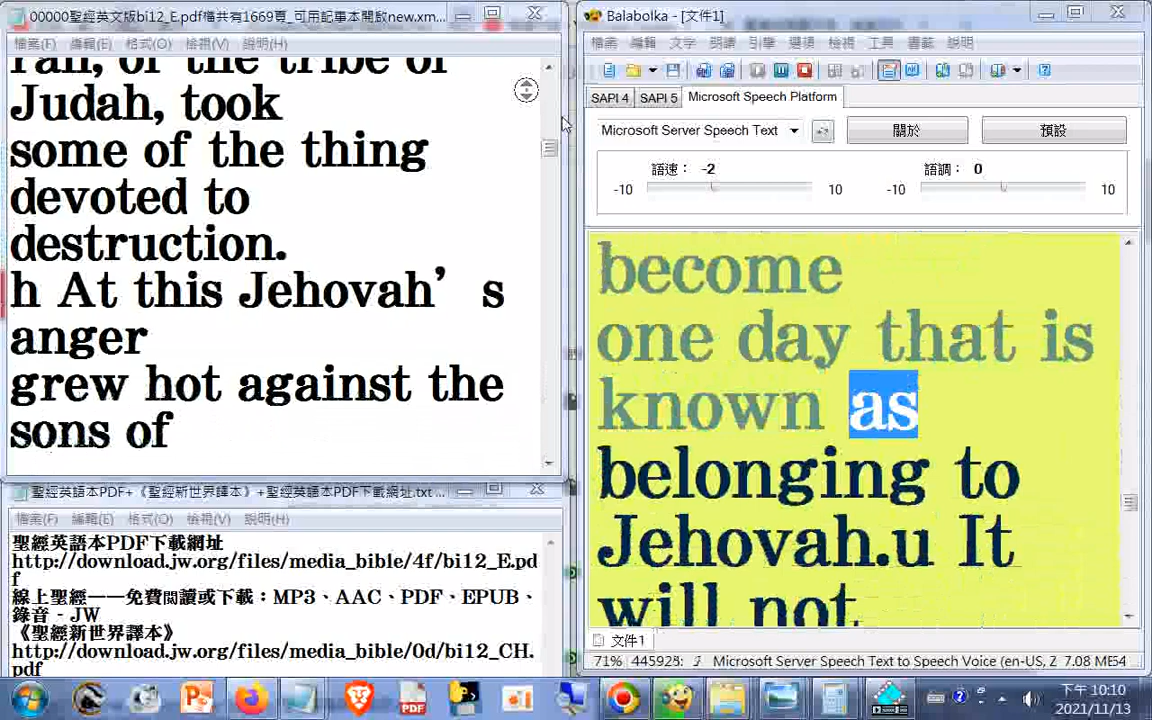 00000聖經英文版bi12_E.pdf檔共有1669頁_可用記事本開啟new.xm...
檔案(F) 編輯(E) 格式(O) 檢視(V) 說明(H)
ran, of the tribe of
Judah, took
some of the thing
devoted to
destruction.
h At this Jehovah’s
anger
grew hot against the
sons of
聖經英語本PDF+《聖經新世界譯本》+聖經英語本PDF下載網址.txt ...
檔案(F) 編輯(E) 格式(O) 檢視(V) 說明(H)
聖經英語本PDF下載網址
http://download.jw.org/files/media_bible/4f/bi12_E.pd
f
線上聖經——免費閱讀或下載：MP3、AAC、PDF、EPUB、
錄音 - JW
《聖經新世界譯本》
http://download.jw.org/files/media_bible/0d/bi12_CH.
pdf
Balabolka - [文件1]
檔案 編輯 文字 朗讀 引擎 選項 檢視 工具 書籤 說明
SAPI 4 SAPI 5 Microsoft Speech Platform
Microsoft Server Speech Text 關於 預設
語速： -2 語調： 0
-10 10 -10 10
become
one day that is
known as
belonging to
Jehovah.u It
will not
文件1
71% Microsoft Server Speech Text to Speech Voice (en-US, Z 7.08 ME54
PDF
下午 10:10
2021/11/13